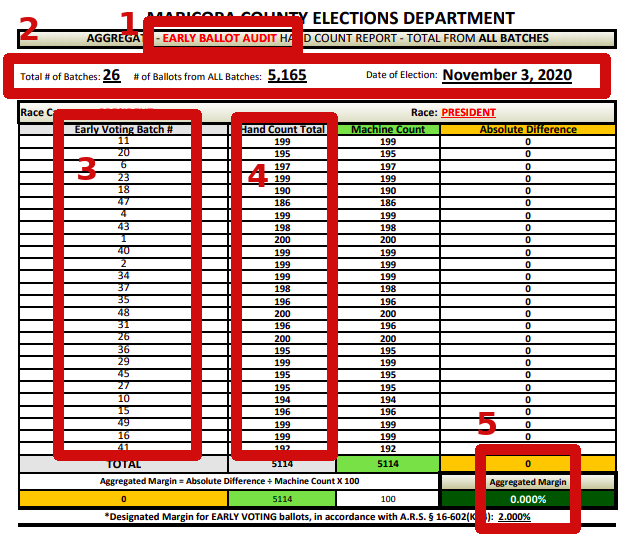 1
2
MARICOPA COUNTY ELECTIONS DEPARTMENT
EARLY BALLOT AUDIT COUNT REPORT - TOTAL FROM ALL BATCHES
Total # of Batches: 26 # of Ballots from ALL Batches: 5,165 Date of Election: November 3, 2020
Race Race: PRESIDENT
Early Voting Batch # Hand Count Total Machine Count Absolute Difference
11 199 199 0
20 195 195 0
6 197 197 0
3
4
23 199 199 0
18 190 190 0
47 186 186 0
4 199 199 0
43 198 198 0
1 200 200 0
40 199 199 0
2 199 199 0
34 199 199 0
37 198 198 0
35 196 196 0
48 200 200 0
31 196 196 0
26 200 200 0
36 195 195 0
29 199 199 0
45 195 195 0
27 195 195 0
10 194 194 0
15 196 196 0
49 199 199 0
5
16 199 199 0
41 192 192 0
TOTAL 5114 5114 0
Aggregated Margin = Absolute Difference ÷ Machine Count X 100 Aggregated Margin
0 5114 100 0.000%
*Designated Margin for EARLY VOTING ballots, in accordance with A.R.S. § 16-602(K) : 2.000%